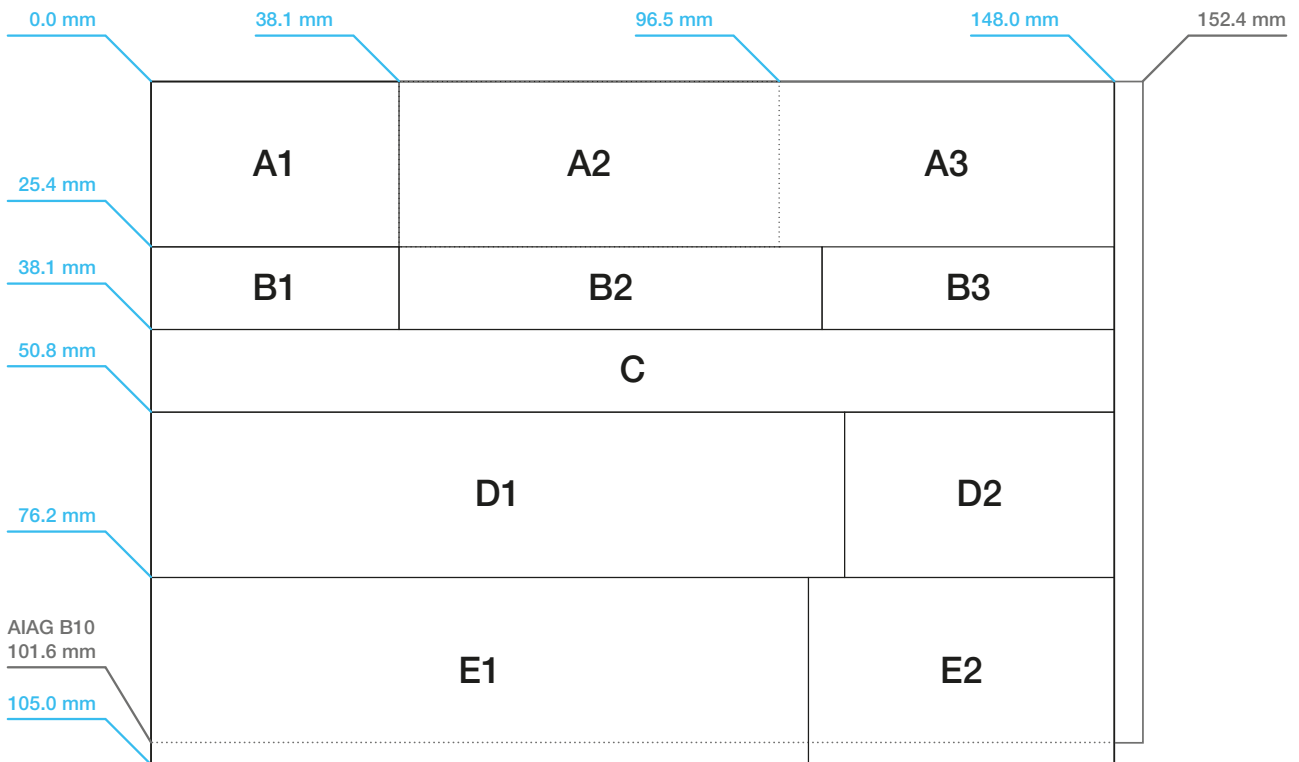 0.0 mm
38.1 mm
96.5 mm
148.0 mm
152.4 mm
A1
A2
A3
25.4 mm
B1
B2
B3
38.1 mm
C
50.8 mm
D1
D2
76.2 mm
E1
E2
AIAG B10
101.6 mm
105.0 mm